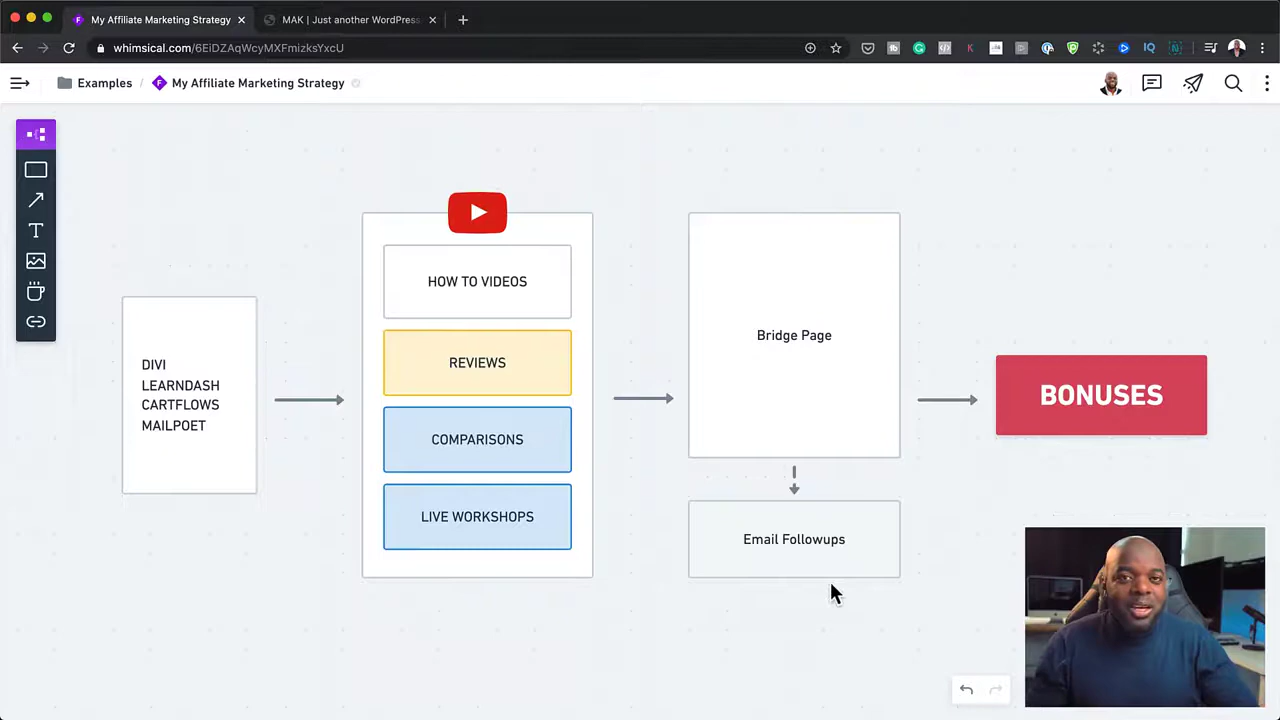 My Affiliate Marketing Strategy
MAK | Just another WordPress
whimsical.com/6EiDZAqWcyMXFmizksYxcU
Examples / My Affiliate Marketing Strategy
HOW TO VIDEOS
REVIEWS
COMPARISONS
LIVE WORKSHOPS
DIVI
LEARNDASH
CARTFLOWS
MAILPOET
Bridge Page
Email Followups
BONUSES